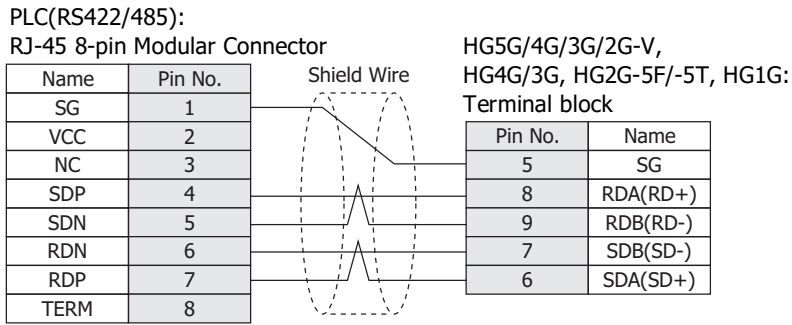 PLC(RS422/485):
RJ-45 8-pin Modular Connector
Name Pin No.
SG 1
VCC 2
NC 3
SDP 4
SDN 5
RDN 6
RDP 7
TERM 8
Shield Wire
HG5G/4G/3G/2G-V,
HG4G/3G, HG2G-5F/-5T, HG1G:
Terminal block
Pin No. Name
5 SG
8 RDA(RD+)
9 RDB(RD-)
7 SDB(SD-)
6 SDA(SD+)